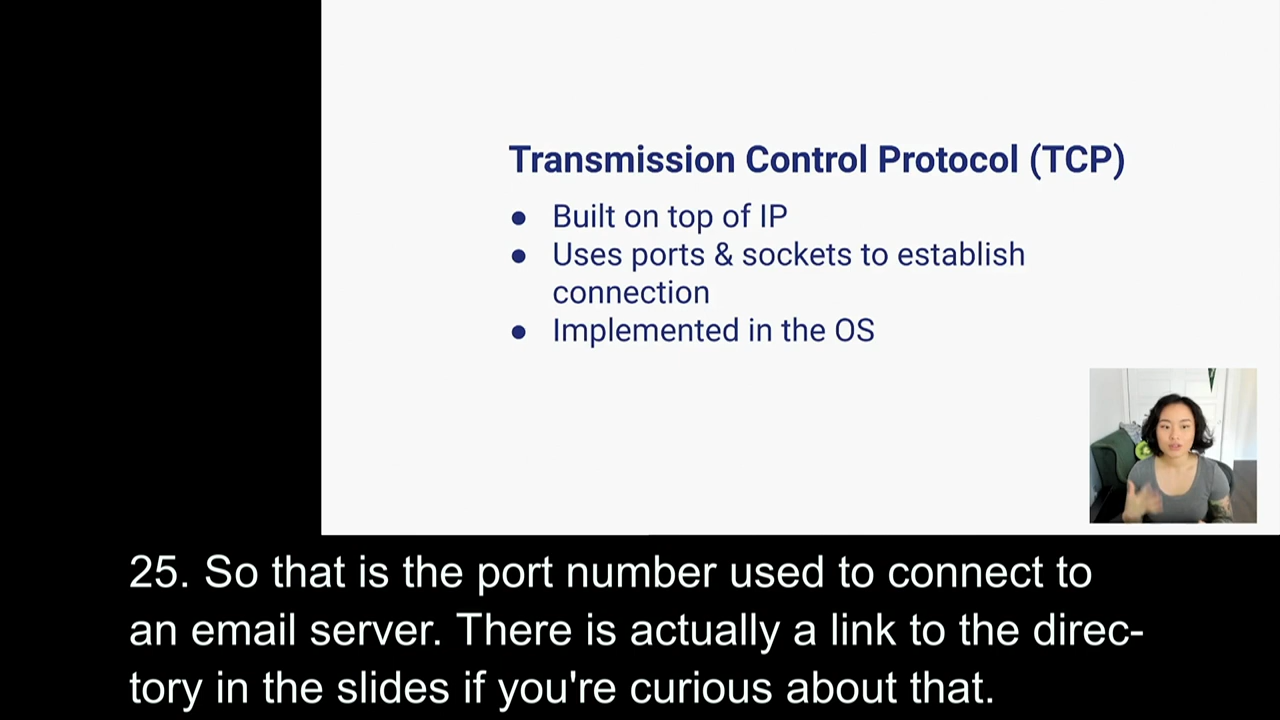 Transmission Control Protocol (TCP)
● Built on top of IP
● Uses ports & sockets to establish
connection
● Implemented in the OS
25. So that is the port number used to connect to
an email server. There is actually a link to the direc-
tory in the slides if you're curious about that.